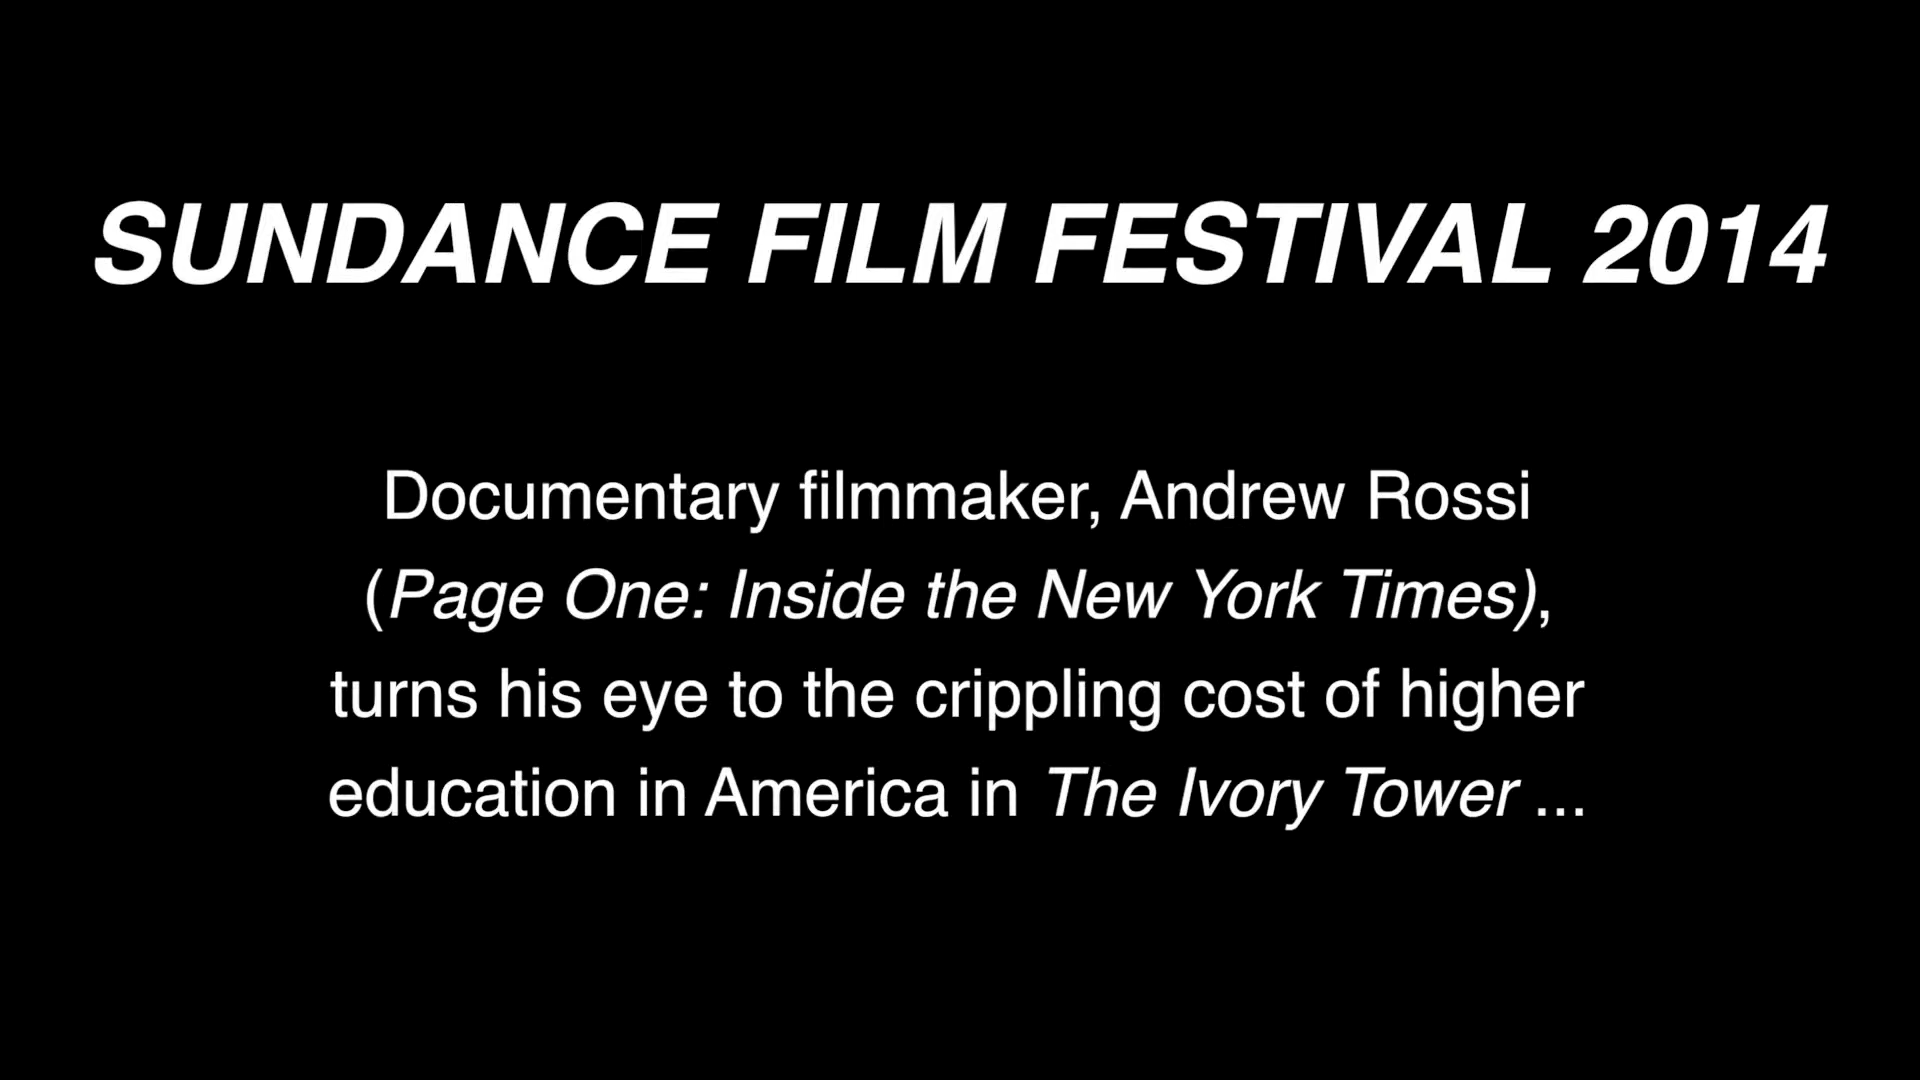 SUNDANCE FILM FESTIVAL 2014
Documentary filmmaker, Andrew Rossi
(Page One: Inside the New York Times),
turns his eye to the crippling cost of higher
education in America in The Ivory Tower ...